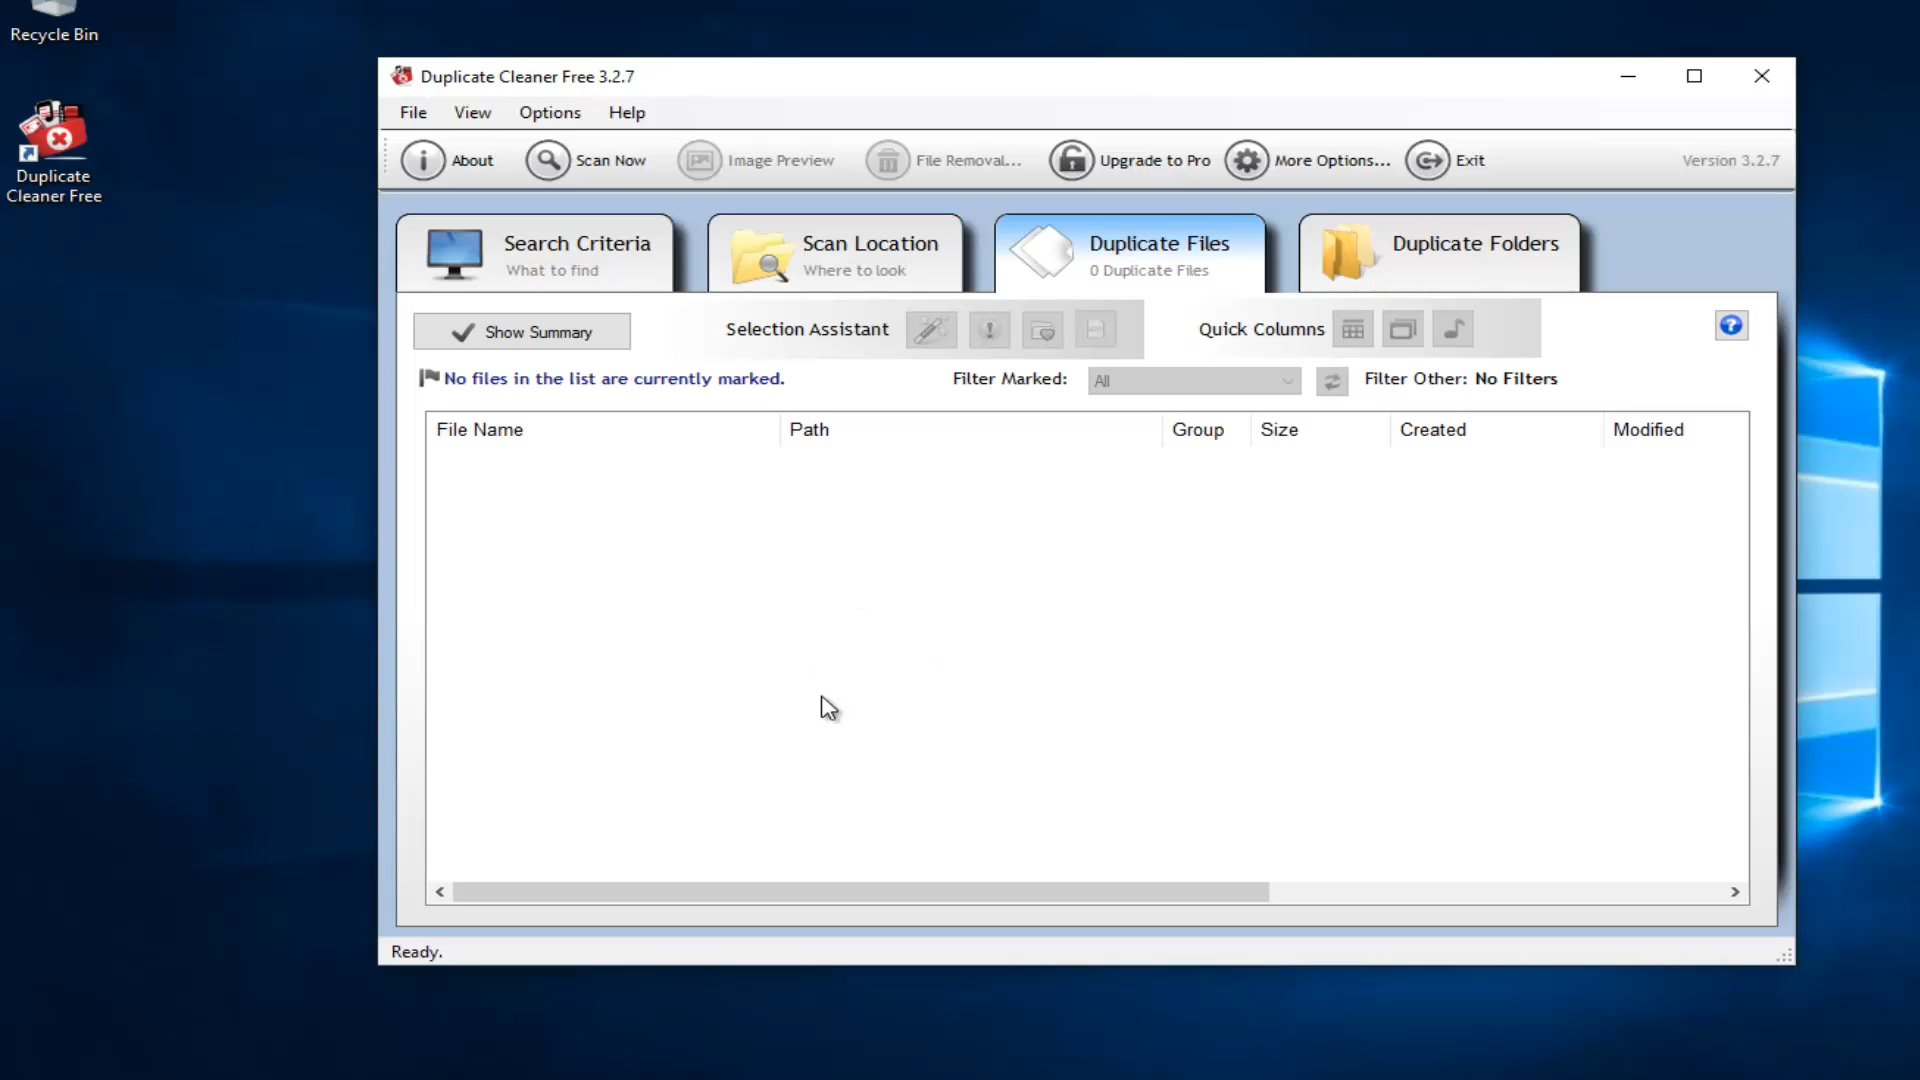 Recycle Bin
Duplicate
Cleaner Free
Duplicate Cleaner Free 3.2.7
File View Options Help
About Scan Now Image Preview File Removal... Upgrade to Pro More Options... Exit Version 3.2.7
Search Criteria
What to find
Scan Location
Where to look
Duplicate Files
0 Duplicate Files
Duplicate Folders
Show Summary Selection Assistant Quick Columns
No files in the list are currently marked. Filter Marked: All Filter Other: No Filters
File Name Path Group Size Created Modified
Ready.